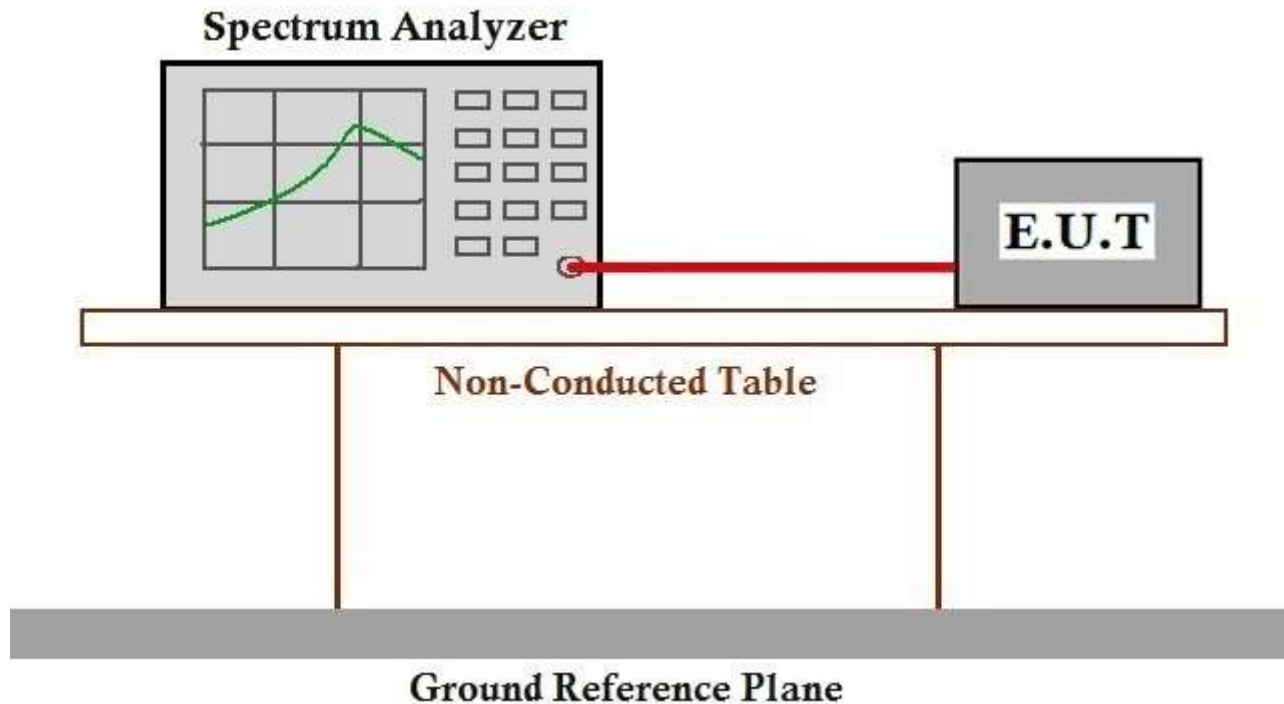 Spectrum Analyzer
E.U.T
Non-Conducted Table
Ground Reference Plane